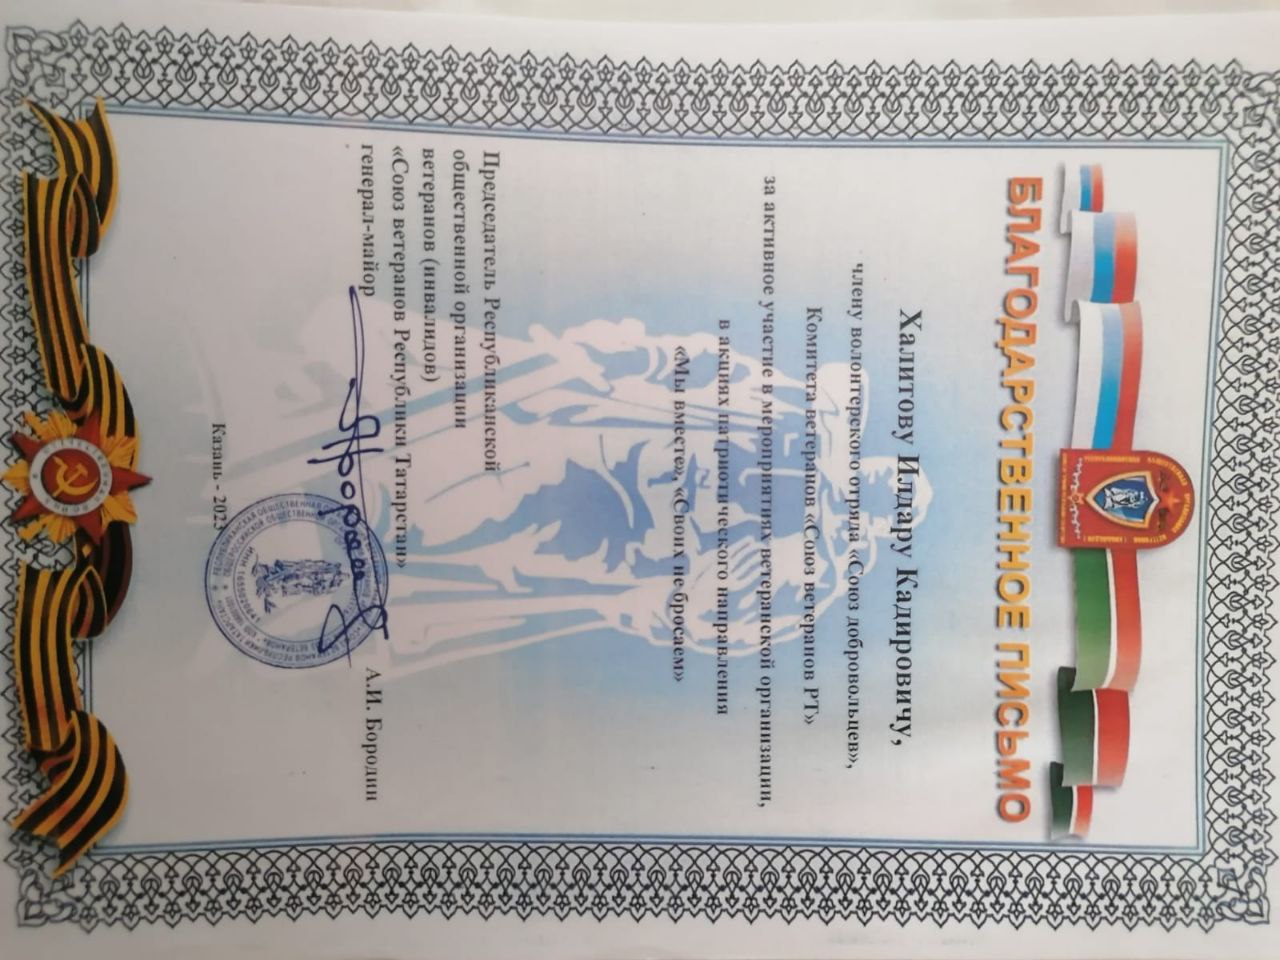 БЛАГОДАРСТВЕННОЕ ПИСЬМО
Халитову Илдару Кадировичу,
члену волонтерского отряда «Союз добровольцев»,
Комитета ветеранов «Союз ветеранов РТ»
за активное участие в мероприятиях ветеранской организации,
в акциях патриотического направления
«Мы вместе», «Своих не бросаем»
Председатель Республиканской
общественной организации
ветеранов (инвалидов)
«Союз ветеранов Республики Татарстан»
генерал-майор
А.И. Бородин
Казань -